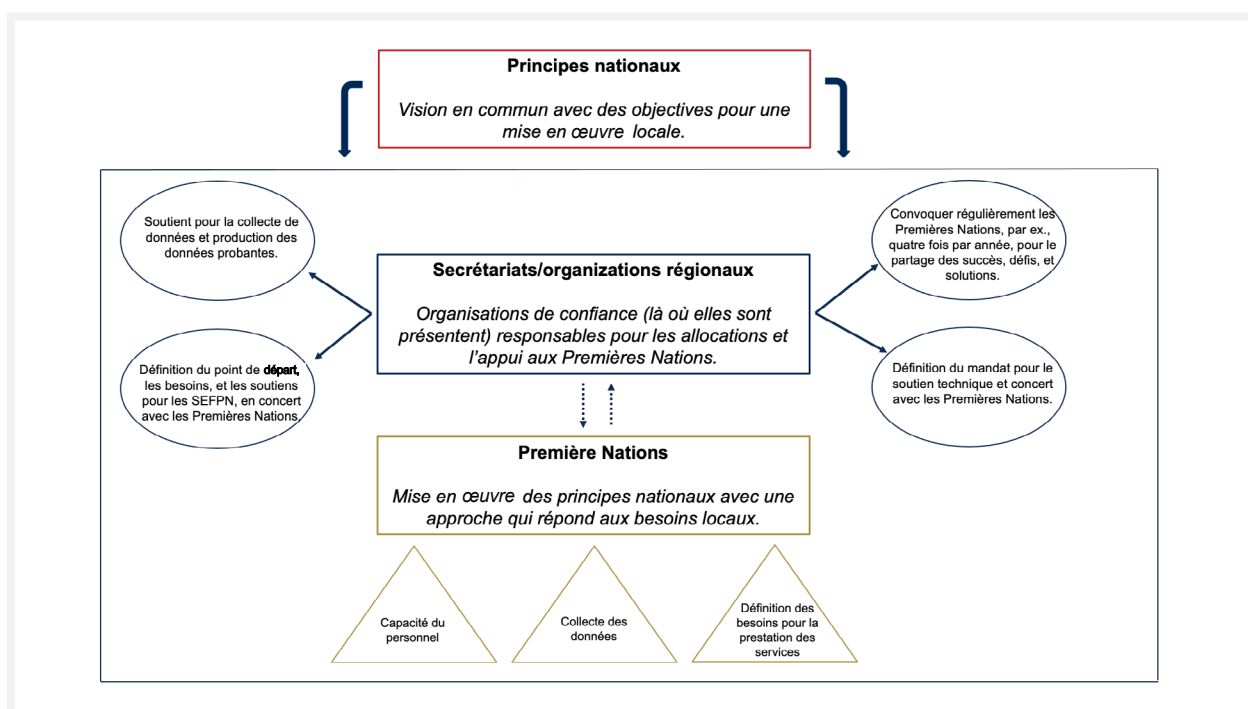 Principes nationaux
Vision en commun avec des objectives pour une
mise en œuvre locale.
Soutient pour la collecte de
données et production des
données probantes.
Convoquer régulièrement les
Premières Nations, par ex.,
quatre fois par année, pour le
partage des succès, défis, et
solutions.
Secrétariats/organizations régionaux
Organisations de confiance (là où elles sont
présentent) responsables pour les allocations et
l'appui aux Premières Nations.
Définition du point de départ,
les besoins, et les soutiens
pour les SEFPN, en concert
avec les Premières Nations.
Définition du mandat pour le
soutien technique et concert
avec les Premières Nations.
Première Nations
Mise en œuvre des principes nationaux avec une
approche qui répond aux besoins locaux.
Capacité du
personnel
Collecte des
données
Définition des
besoins pour la
prestation des
services